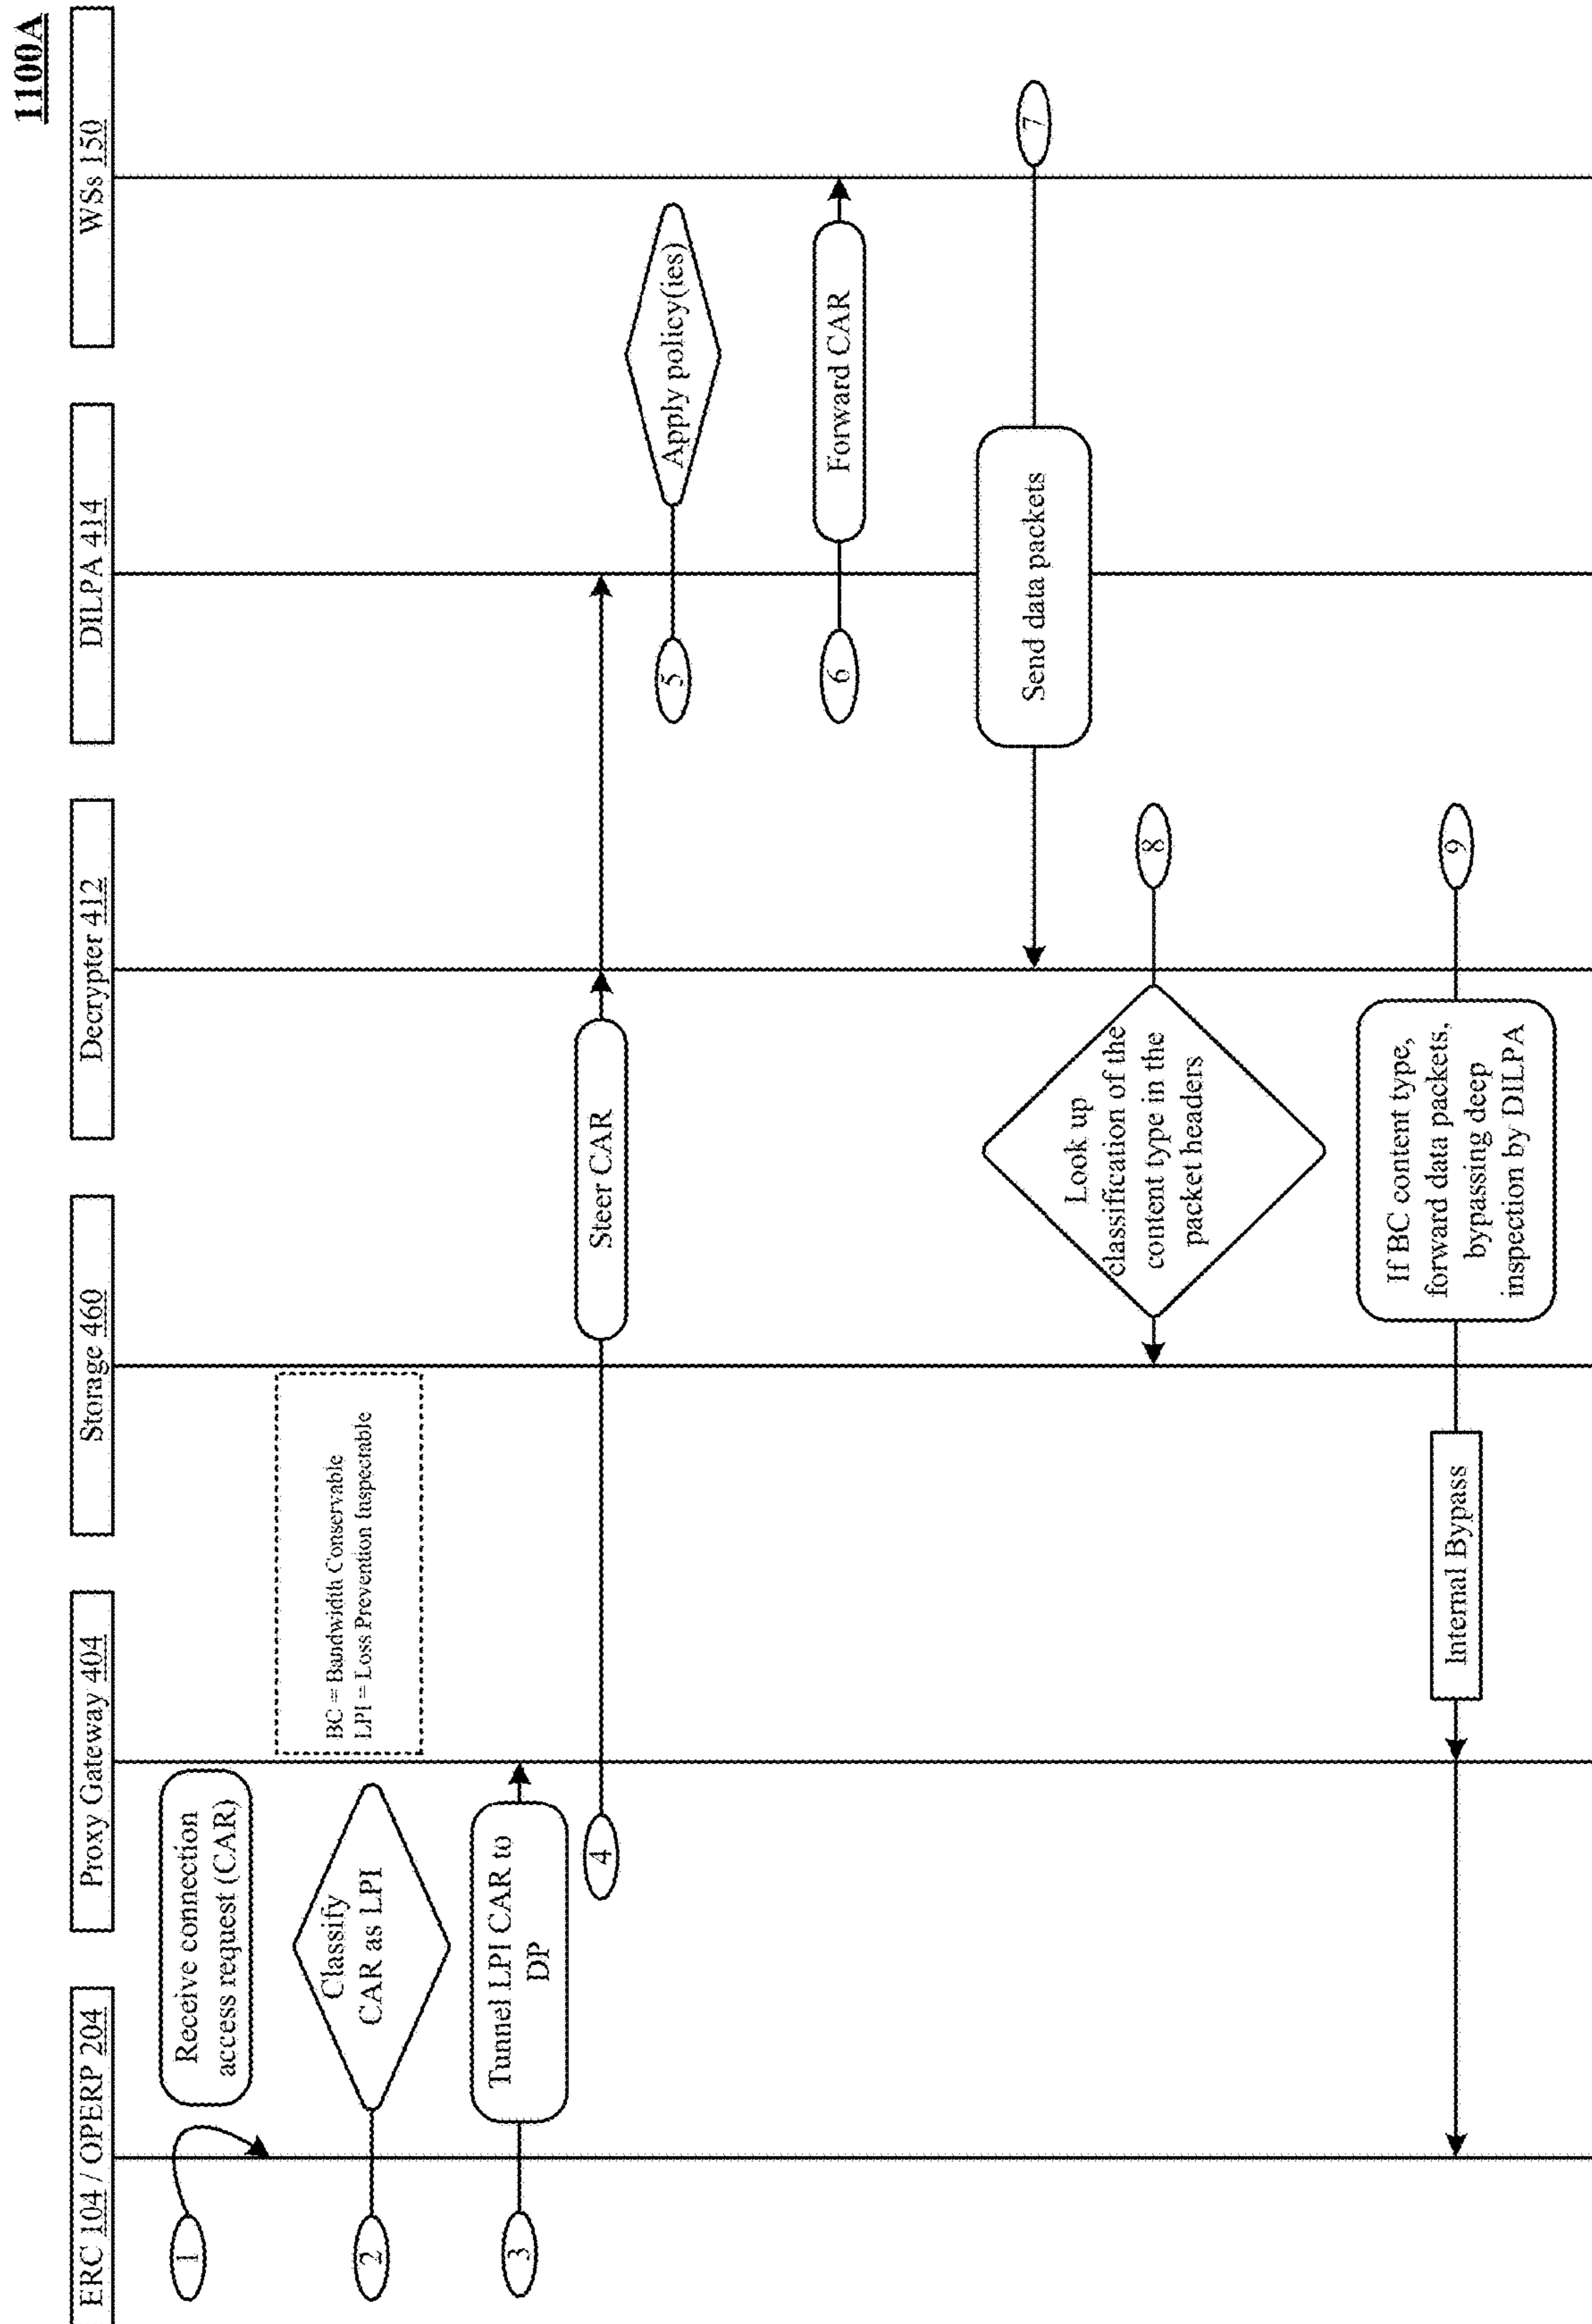 1100A
ERC 104 / OPERP 204
Proxy Gateway 404
Storage 460
Decrypter 412
DILPA 414
WSs 150
1
Receive connection
access request (CAR)
2
Classify
CAR as LPI
BC = Bandwidth Conservable
LPI = Loss Prevention Inspectable
3
Tunnel LPI CAR to
DP
4
Steer CAR
5
Apply policy(ies)
6
Forward CAR
Send data packets
7
Look up
classification of the
content type in the
packet headers
8
Internal Bypass
If BC content type,
forward data packets,
bypassing deep
inspection by DILPA
9